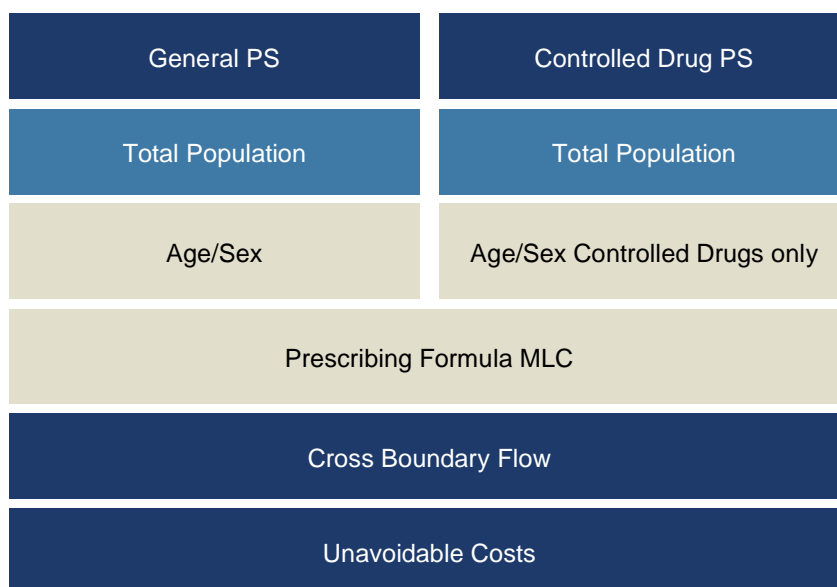 General PS
Controlled Drug PS
Total Population
Total Population
Age/Sex
Age/Sex Controlled Drugs only
Prescribing Formula MLC
Cross Boundary Flow
Unavoidable Costs